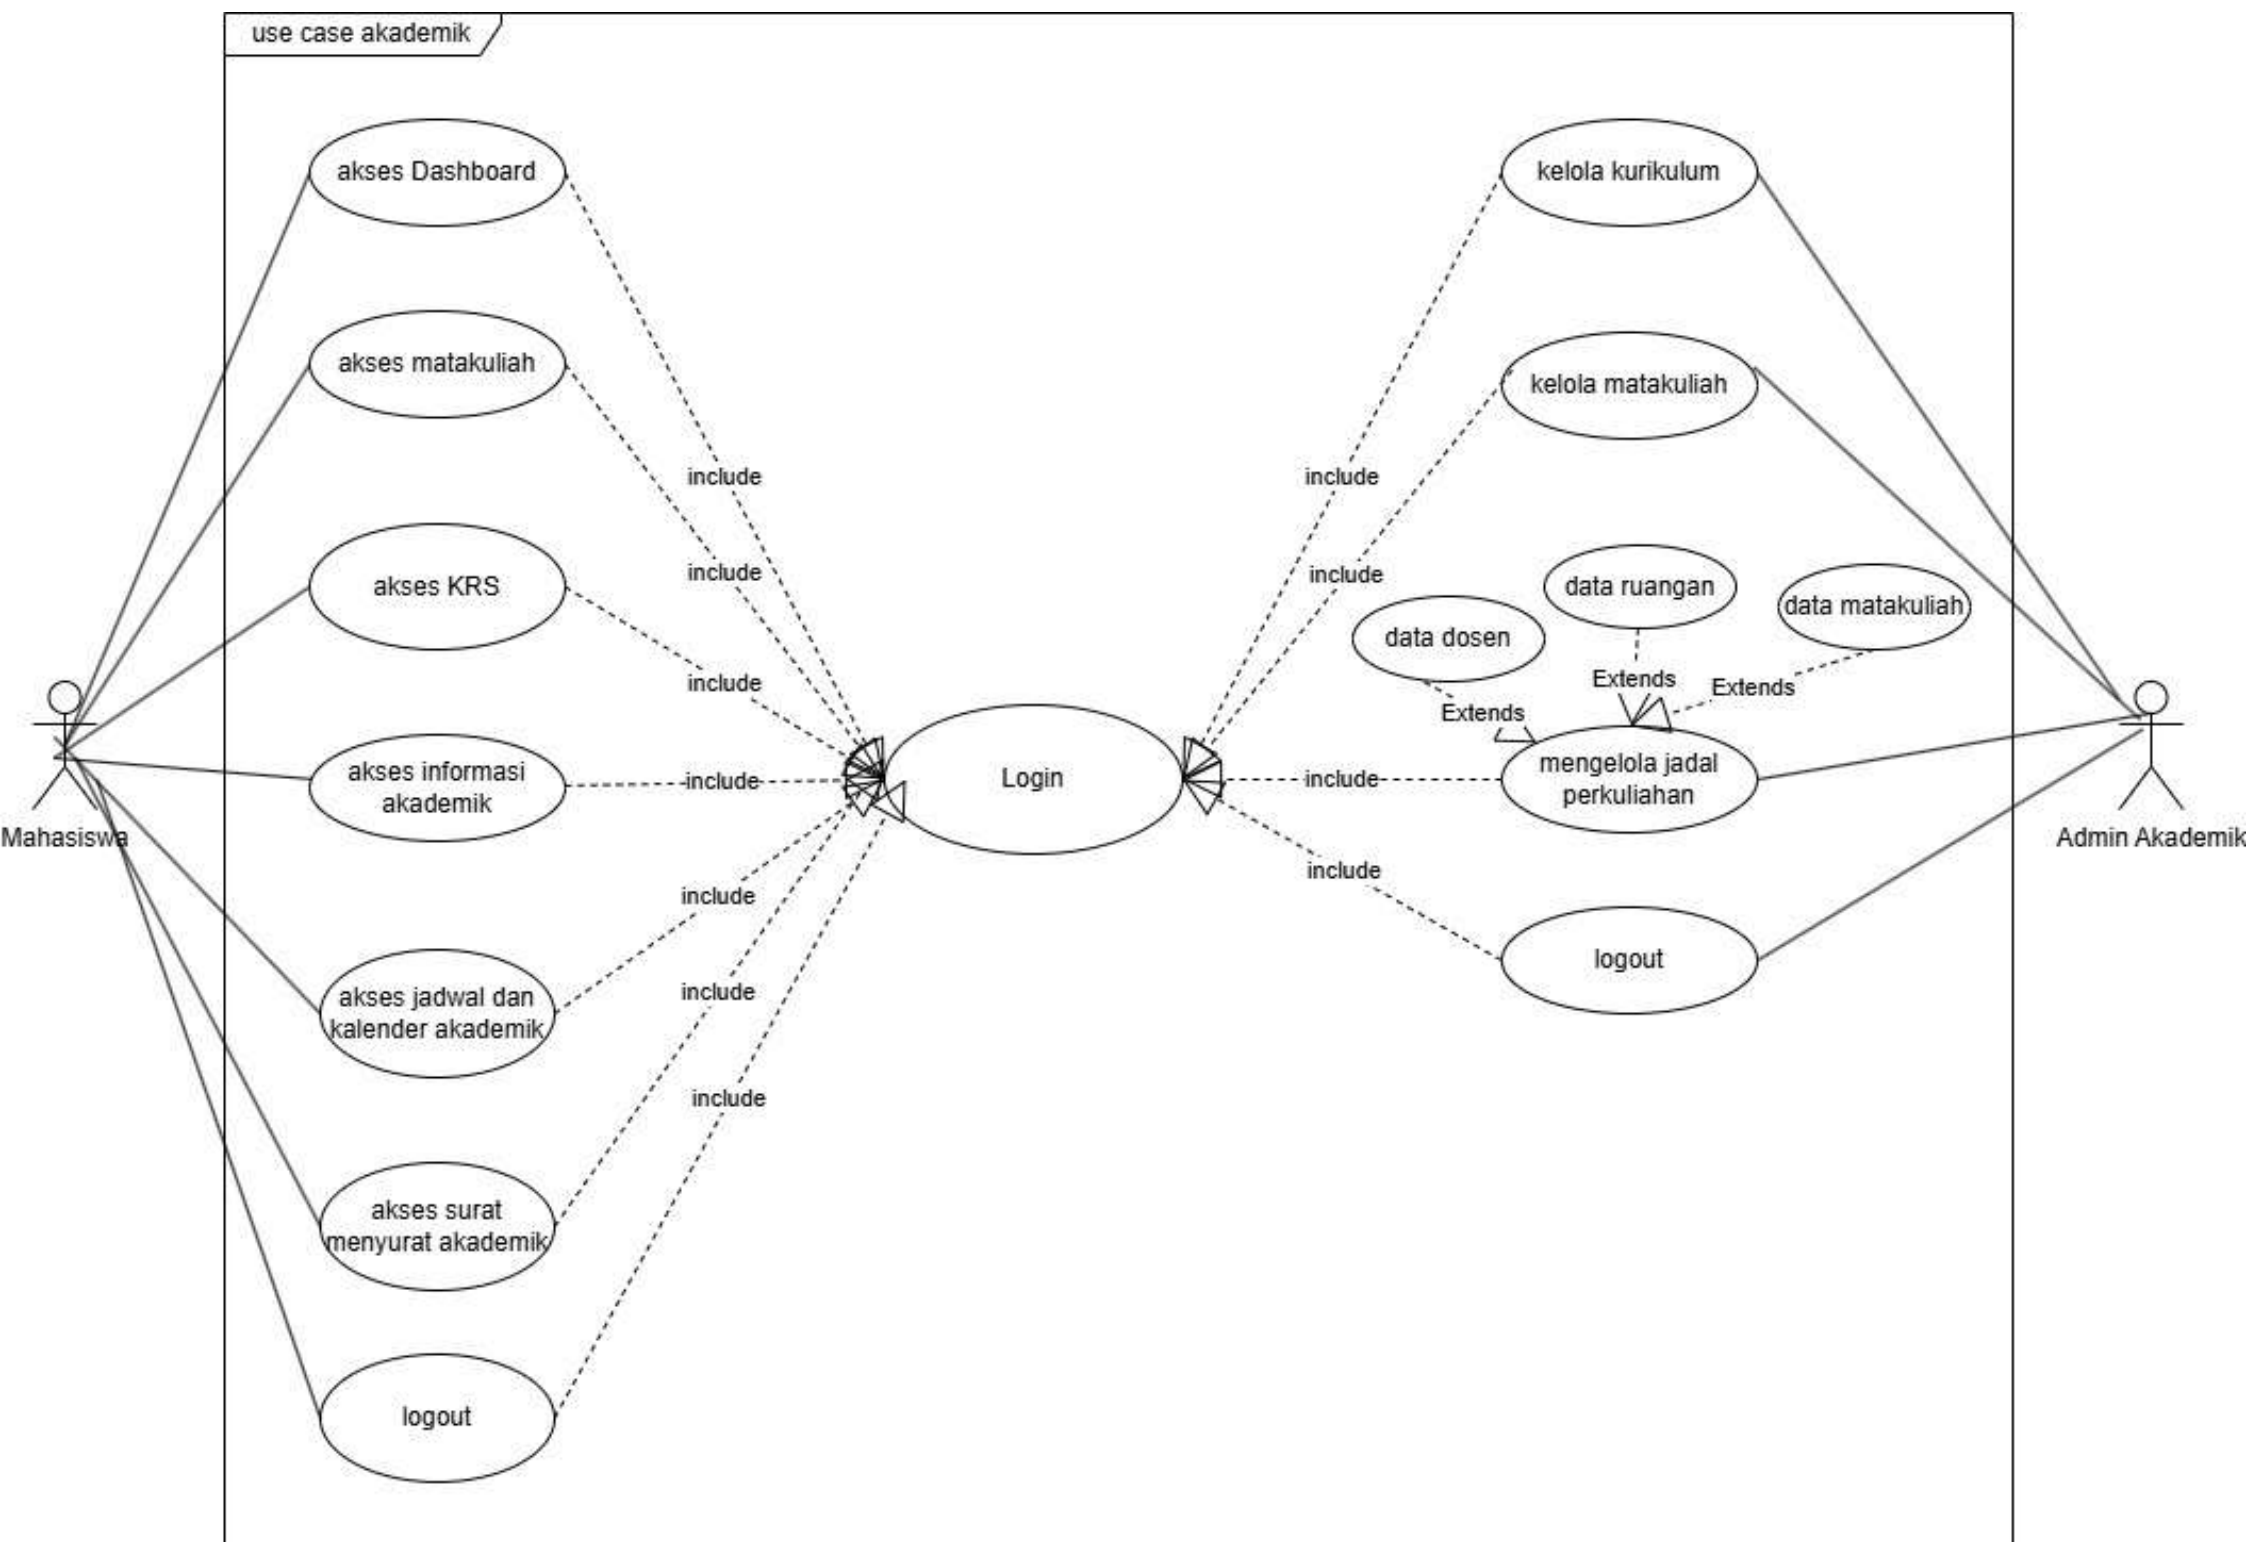 use case akademik
akses Dashboard
kelola kurikulum
akses matakuliah
kelola matakuliah
include
include
include
include
akses KRS
data ruangan
data matakuliah
data dosen
include
Extends
Extends
Extends
akses informasi
akademik
include
Login
include
mengelola jadal
perkuliahan
Mahasiswa
Admin Akademik
include
include
logout
akses jadwal dan
kalender akademik
include
include
akses surat
menyurat akademik
logout